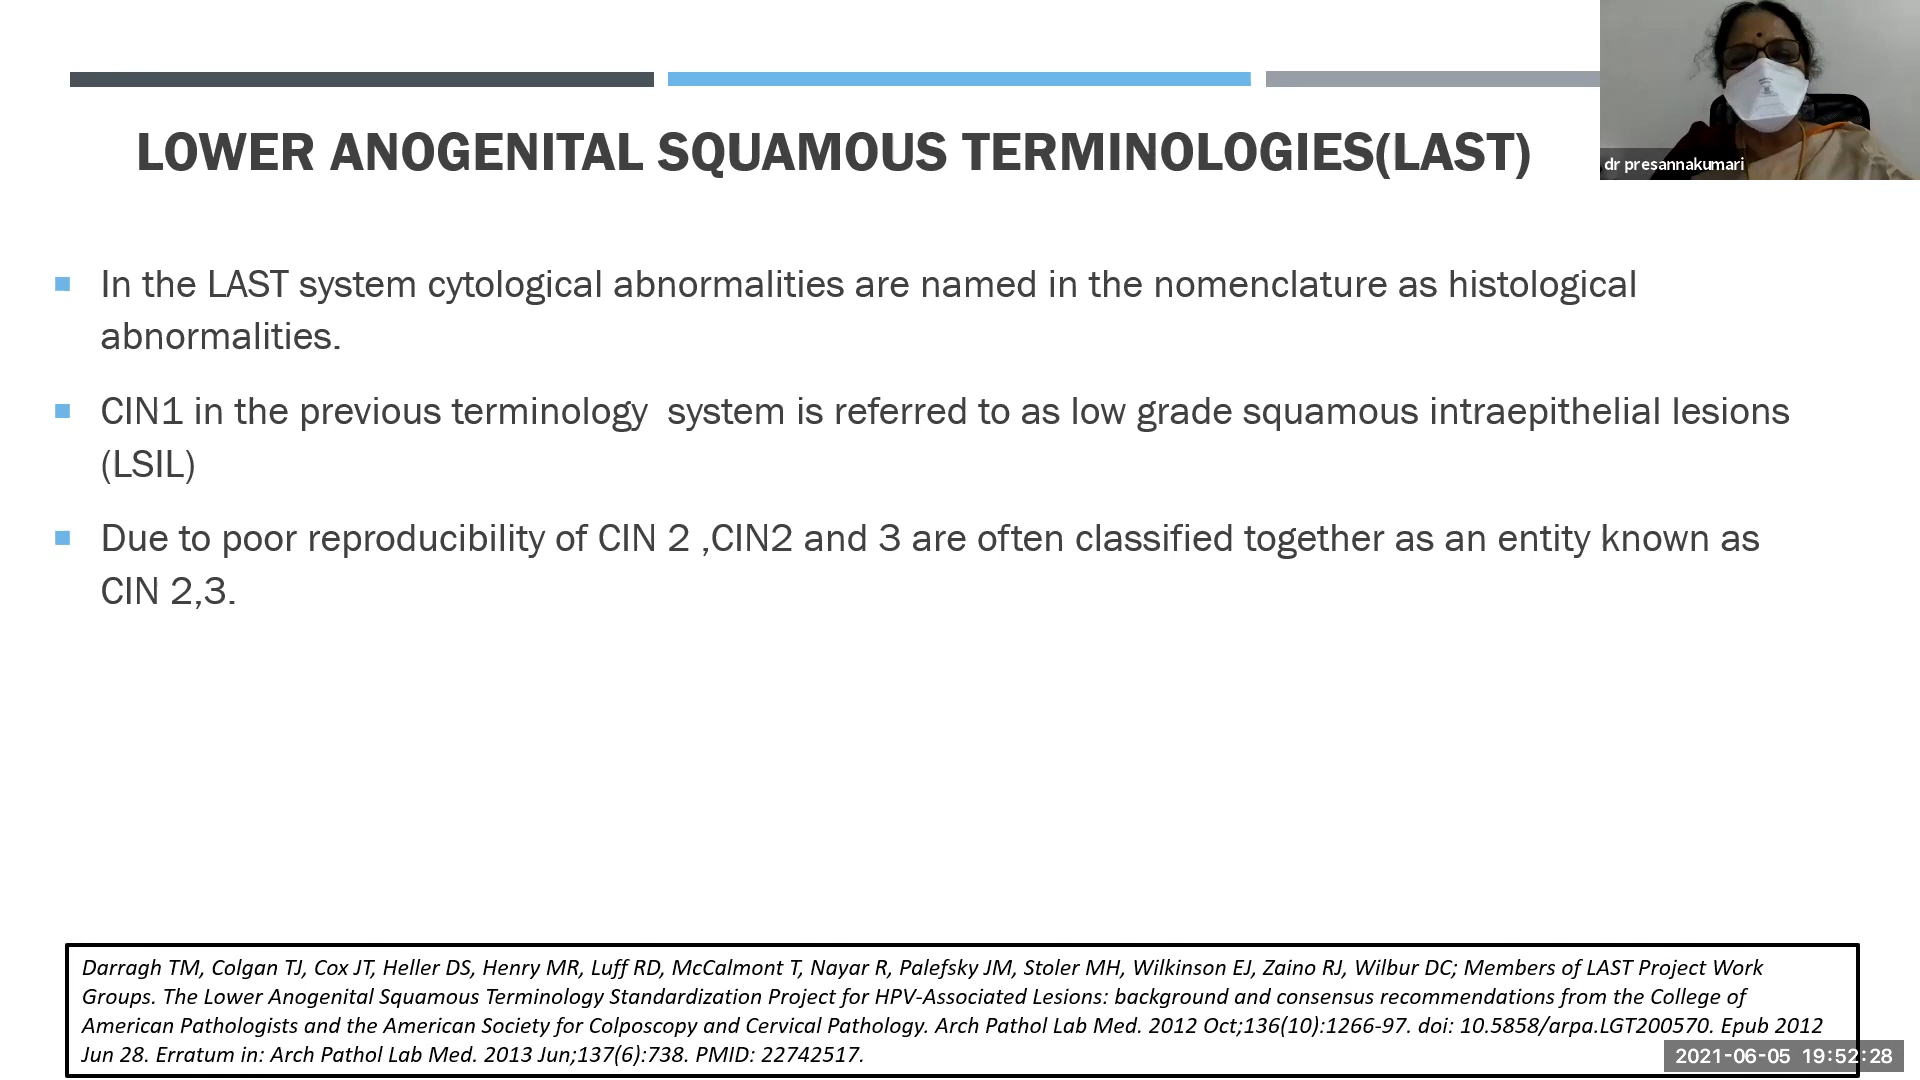 LOWER ANOGENITAL SQUAMOUS TERMINOLOGIES(LAST)
dr presannakumari
In the LAST system cytological abnormalities are named in the nomenclature as histological
abnormalities.
CIN1 in the previous terminology  system is referred to as low grade squamous intraepithelial lesions
(LSIL)
Due to poor reproducibility of CIN 2 ,CIN2 and 3 are often classified together as an entity known as
CIN 2,3.
Darragh TM, Colgan TJ, Cox JT, Heller DS, Henry MR, Luff RD, McCalmont T, Nayar R, Palefsky JM, Stoler MH, Wilkinson EJ, Zaino RJ, Wilbur DC; Members of LAST Project Work
Groups. The Lower Anogenital Squamous Terminology Standardization Project for HPV-Associated Lesions: background and consensus recommendations from the College of
American Pathologists and the American Society for Colposcopy and Cervical Pathology. Arch Pathol Lab Med. 2012 Oct;136(10):1266-97. doi: 10.5858/arpa.LGT200570. Epub 2012
Jun 28. Erratum in: Arch Pathol Lab Med. 2013 Jun;137(6):738. PMID: 22742517.
2021-06-05 19:52:28